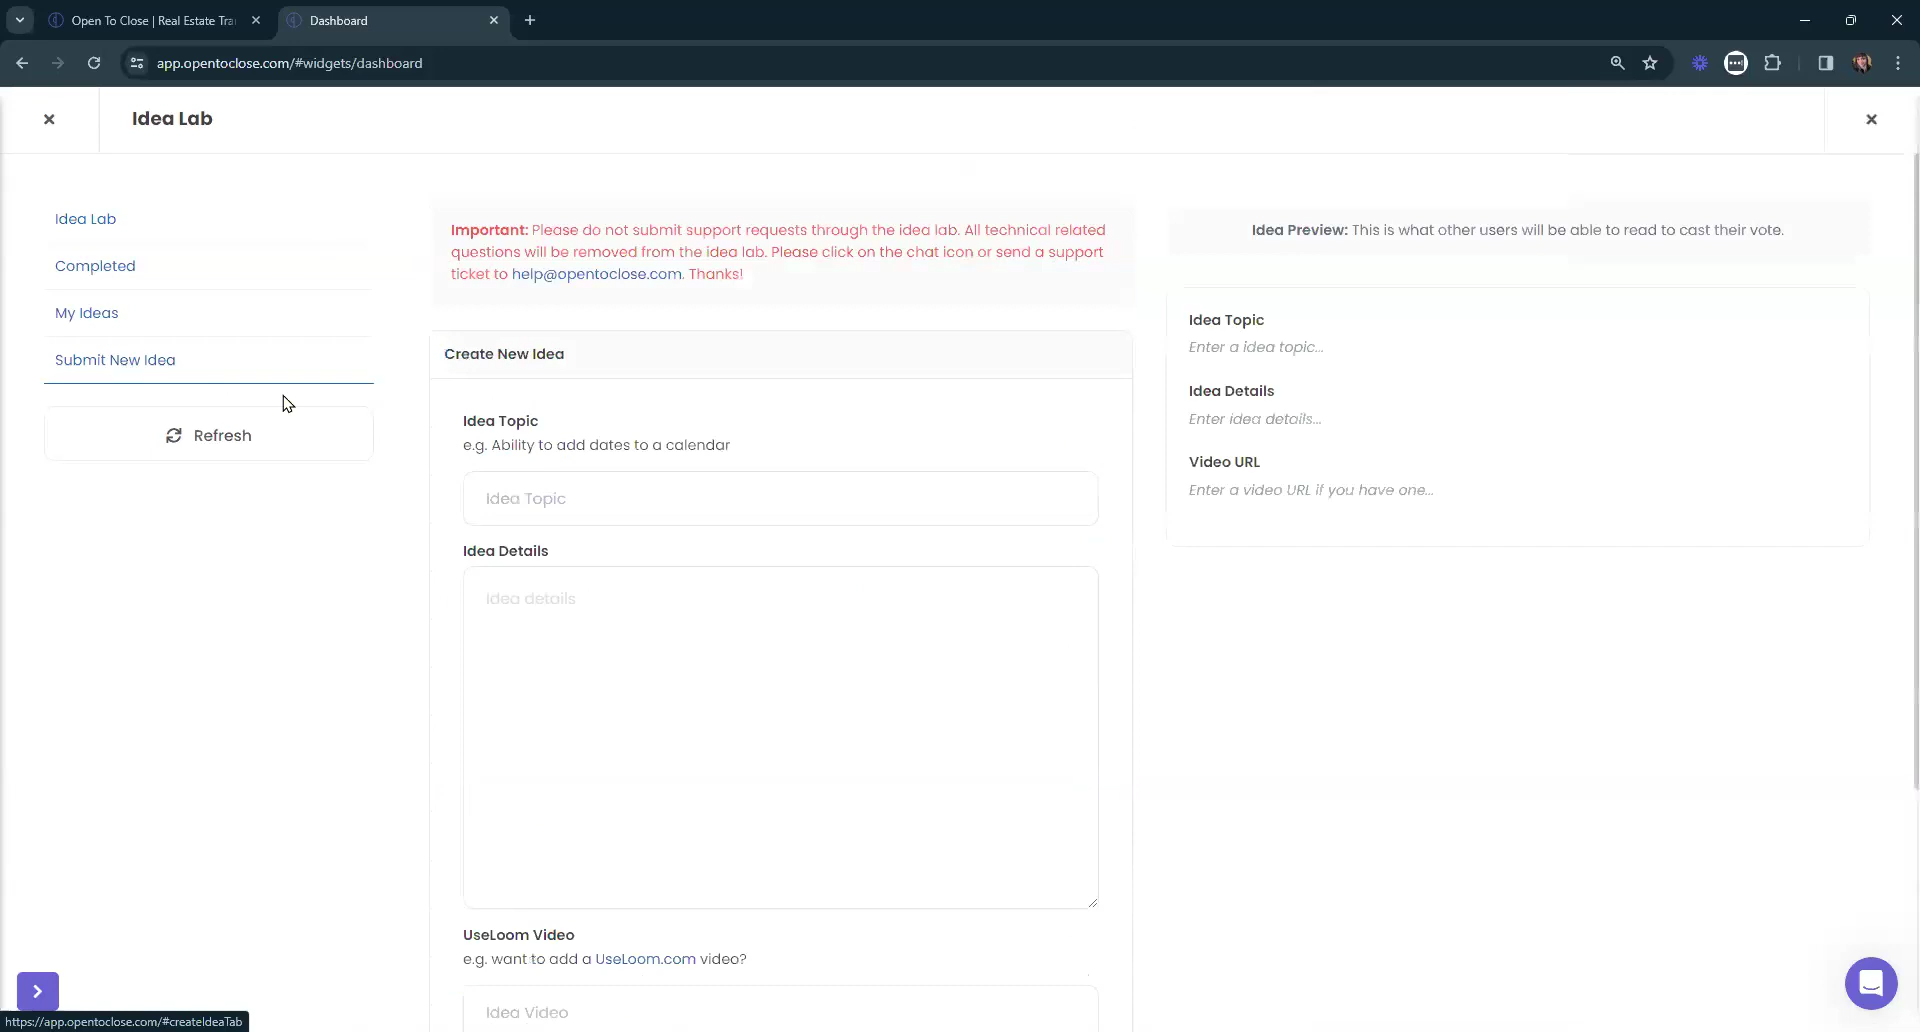 Open To Close | Real Estate Tra
Dashboard
app.opentoclose.com/#widgets/dashboard
Idea Lab
Idea Lab
Completed
My Ideas
Submit New Idea
Refresh
Important: Please do not submit support requests through the idea lab. All technical related
questions will be removed from the idea lab. Please click on the chat icon or send a support
ticket to help@opentoclose.com. Thanks!
Create New Idea
Idea Topic
e.g. Ability to add dates to a calendar
Idea Topic
Idea Details
Idea details
UseLoom Video
e.g. want to add a UseLoom.com video?
Idea Video
Idea Preview: This is what other users will be able to read to cast their vote.
Idea Topic
Enter a idea topic...
Idea Details
Enter idea details...
Video URL
Enter a video URL if you have one...
https://app.opentoclose.com/#createIdeaTab